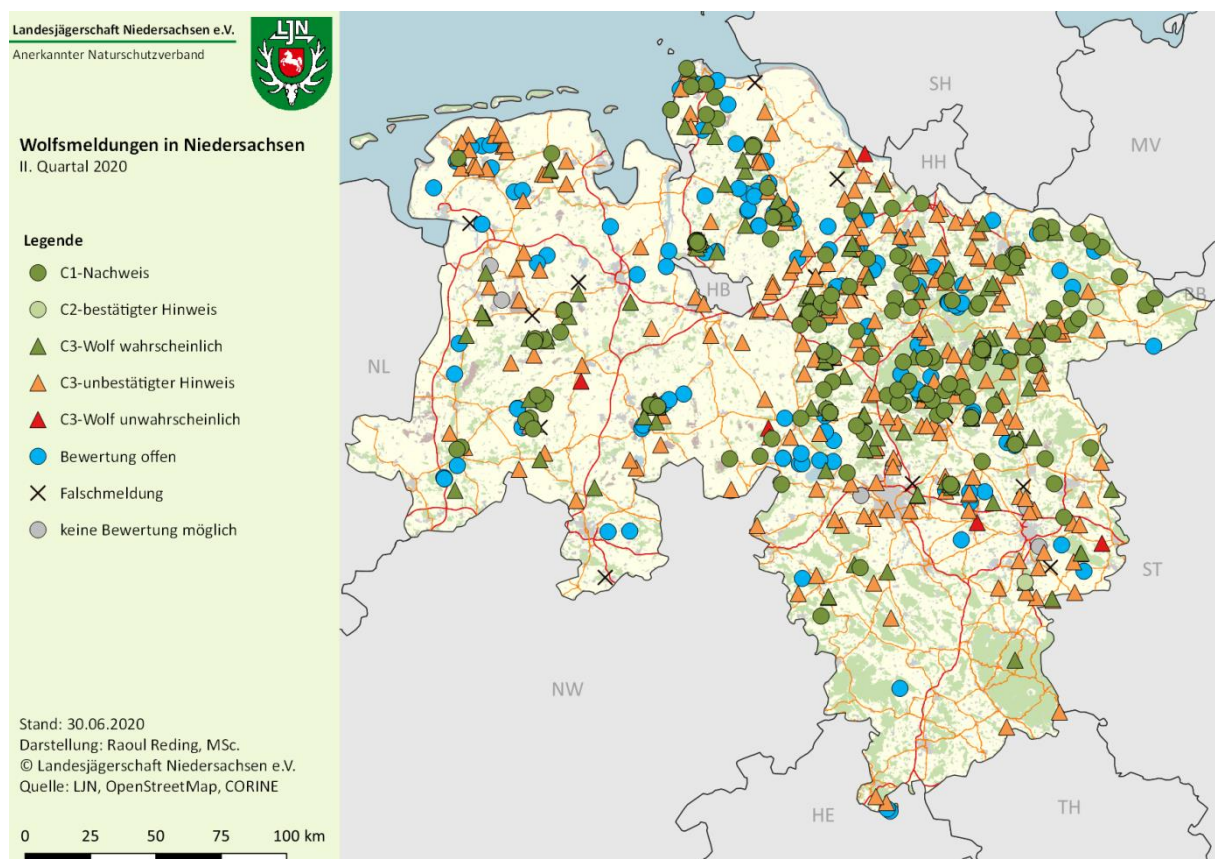 Landesjägerschaft Niedersachsen e.V.
Anerkannter Naturschutzverband
LJN
Wolfsmeldungen in Niedersachsen
II. Quartal 2020
Legende
C1-Nachweis
C2-bestätigter Hinweis
C3-Wolf wahrscheinlich
C3-unbestätigter Hinweis
C3-Wolf unwahrscheinlich
Bewertung offen
Falschmeldung
keine Bewertung möglich
Stand: 30.06.2020
Darstellung: Raoul Reding, MSc.
© Landesjägerschaft Niedersachsen e.V.
Quelle: LJN, OpenStreetMap, CORINE
0 25 50 75 100 km
SH
MV
HH
HB
BB
NL
ST
NW
HE
TH